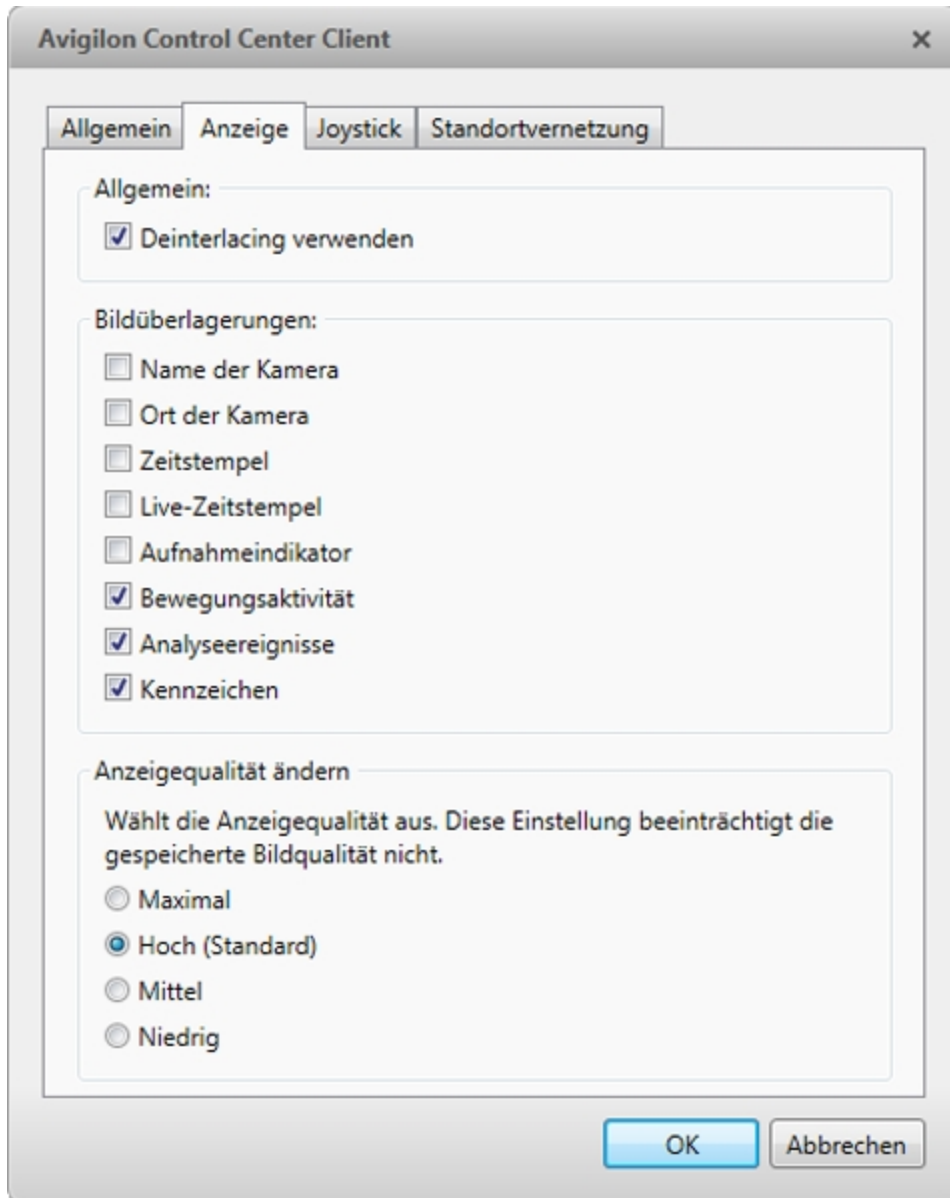 Avigilon Control Center Client
Allgemein
Anzeige
Joystick
Standortvernetzung
Allgemein:
Deinterlacing verwenden
Bildüberlagerungen:
Name der Kamera
Ort der Kamera
Zeitstempel
Live-Zeitstempel
Aufnahmeindikator
Bewegungsaktivität
Analyseereignisse
Kennzeichen
Anzeigequalität ändern
Wählt die Anzeigequalität aus. Diese Einstellung beeinträchtigt die
gespeicherte Bildqualität nicht.
Maximal
Hoch (Standard)
Mittel
Niedrig
OK
Abbrechen